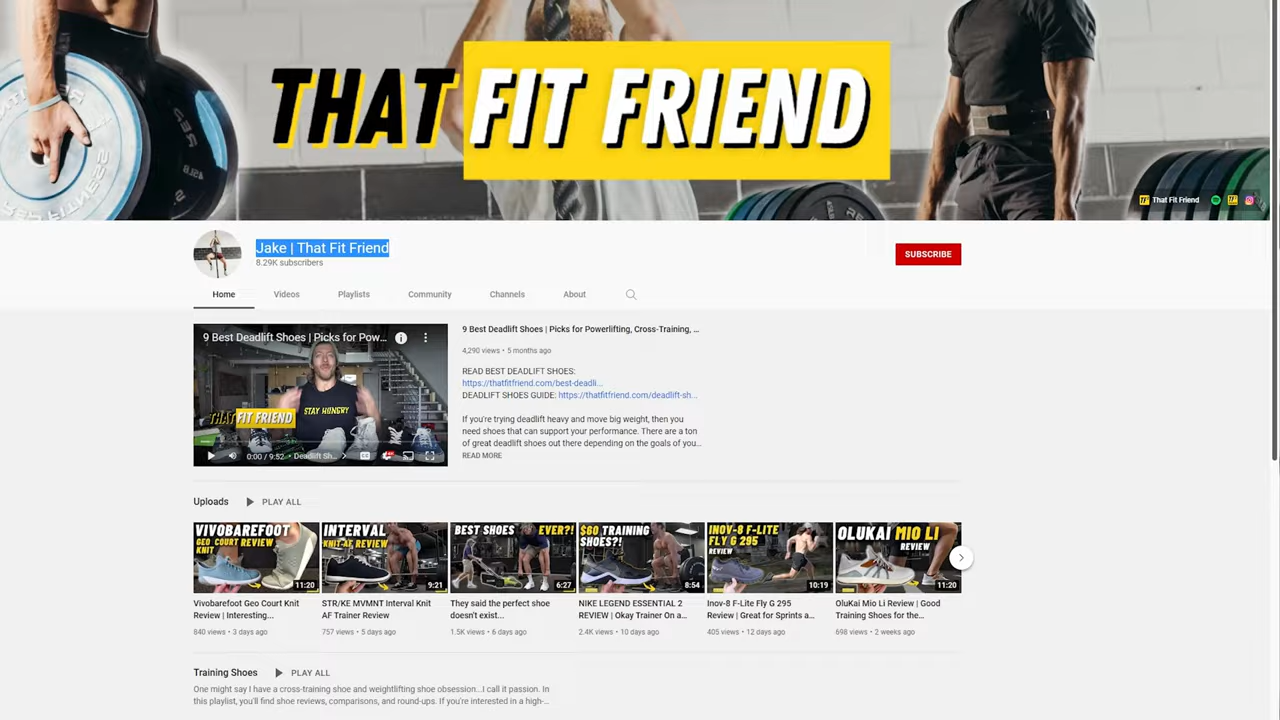 THAT FIT FRIEND
That Fit Friend
Jake | That Fit Friend
8.29K subscribers
SUBSCRIBE
Home Videos Playlists Community Channels About
9 Best Deadlift Shoes | Picks for Pow...
STAY HUNGRY
THAT FIT FRIEND
0:00 / 9:52 • Deadlift Sh...
9 Best Deadlift Shoes | Picks for Powerlifting, Cross-Training, ...
4,290 views • 5 months ago
READ BEST DEADLIFT SHOES:
https://thatfitfriend.com/best-deadli...
DEADLIFT SHOES GUIDE: https://thatfitfriend.com/deadlift-sh...
If you're trying deadlift heavy and move big weight, then you
need shoes that can support your performance. There are a ton
of great deadlift shoes out there depending on the goals of you...
READ MORE
Uploads PLAY ALL
VIVOBAREFOOT
GEO COURT REVIEW
KNIT
11:20
INTERVAL
KNIT AF REVIEW
9:21
BEST SHOES EVER?!
6:27
$60 TRAINING
SHOES?!
8:54
INOV-8 F-LITE
FLY G 295
REVIEW
10:19
OLUKAI MIO LI
REVIEW
11:20
Vivobarefoot Geo Court Knit
Review | Interesting...
840 views • 3 days ago
STR/KE MVMNT Interval Knit
AF Trainer Review
757 views • 5 days ago
They said the perfect shoe
doesn't exist...
1.5K views • 6 days ago
NIKE LEGEND ESSENTIAL 2
REVIEW | Okay Trainer On a...
2.4K views • 10 days ago
Inov-8 F-Lite Fly G 295
Review | Great for Sprints a...
405 views • 12 days ago
OluKai Mio Li Review | Good
Training Shoes for the...
698 views • 2 weeks ago
Training Shoes PLAY ALL
One might say I have a cross-training shoe and weightlifting shoe obsession...I call it passion. In
this playlist, you'll find shoe reviews, comparisons, and round-ups. If you're interested in a high-...